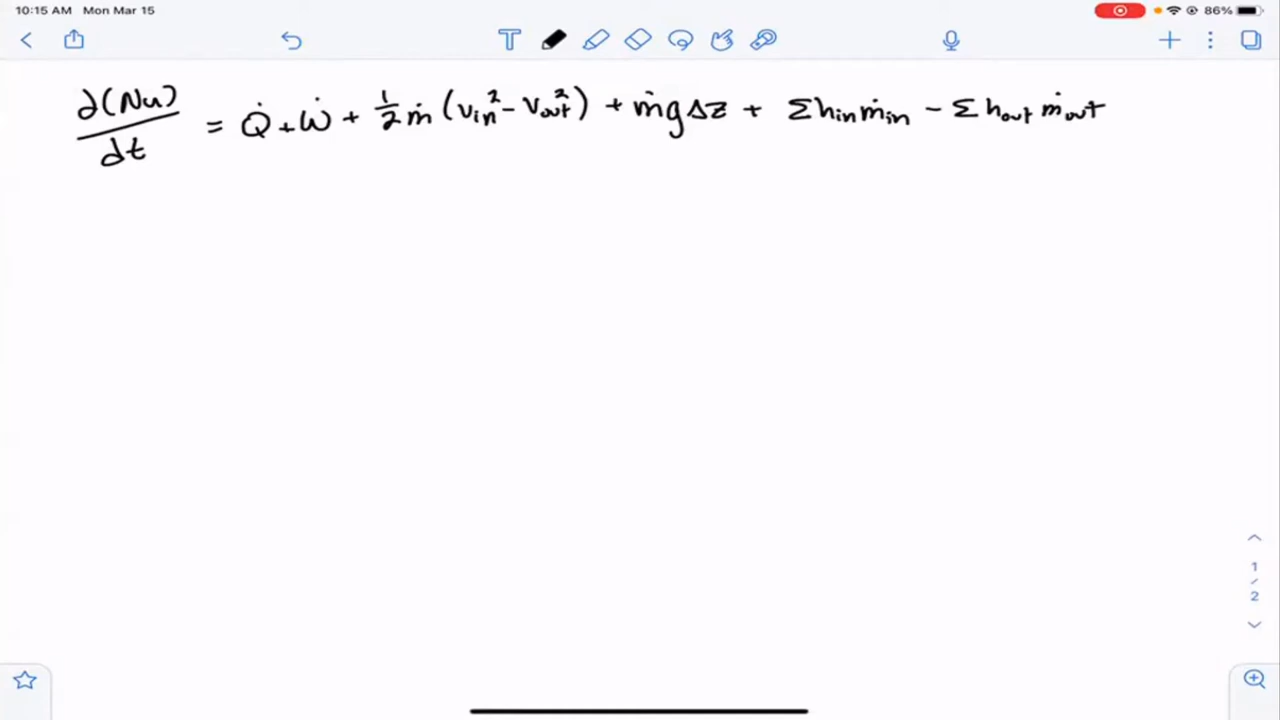 10:15 AM Mon Mar 15
86%
∂(Nu)/dt = Q̇ + Ẇ + 1/2 ṁ (v_in² - v_out²) + ṁgΔz + Σh_in ṁ_in - Σh_out ṁ_out
1
/
2